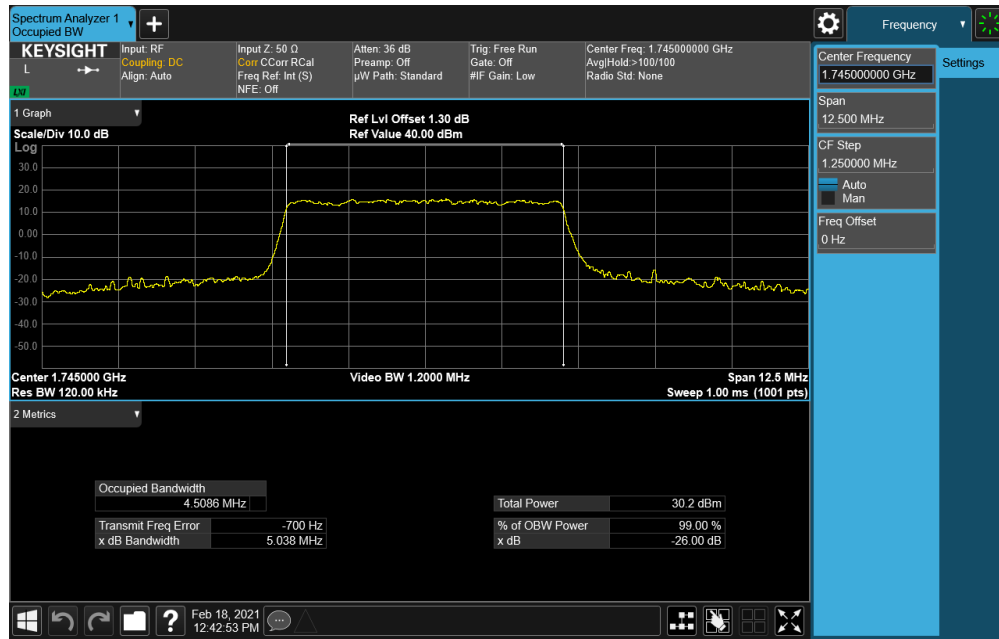 Spectrum Analyzer 1
Occupied BW
+
Frequency
KEYSIGHT
L
LXI
Input: RF
Coupling: DC
Align: Auto
Input Z: 50 Ω
Corr CCorr RCal
Freq Ref: Int (S)
NFE: Off
Atten: 36 dB
Preamp: Off
µW Path: Standard
Trig: Free Run
Gate: Off
#IF Gain: Low
Center Freq: 1.745000000 GHz
Avg|Hold:>100/100
Radio Std: None
Center Frequency
1.745000000 GHz
Settings
Span
12.500 MHz
CF Step
1.250000 MHz
Auto
Man
Freq Offset
0 Hz
1 Graph
Scale/Div 10.0 dB
Ref Lvl Offset 1.30 dB
Ref Value 40.00 dBm
Log
30.0
20.0
10.0
0.00
-10.0
-20.0
-30.0
-40.0
-50.0
Center 1.745000 GHz
Video BW 1.2000 MHz
Span 12.5 MHz
Res BW 120.00 kHz
Sweep 1.00 ms (1001 pts)
2 Metrics
Occupied Bandwidth
4.5086 MHz
Total Power 30.2 dBm
Transmit Freq Error -700 Hz
% of OBW Power 99.00 %
x dB Bandwidth 5.038 MHz
x dB -26.00 dB
?
Feb 18, 2021
12:42:53 PM